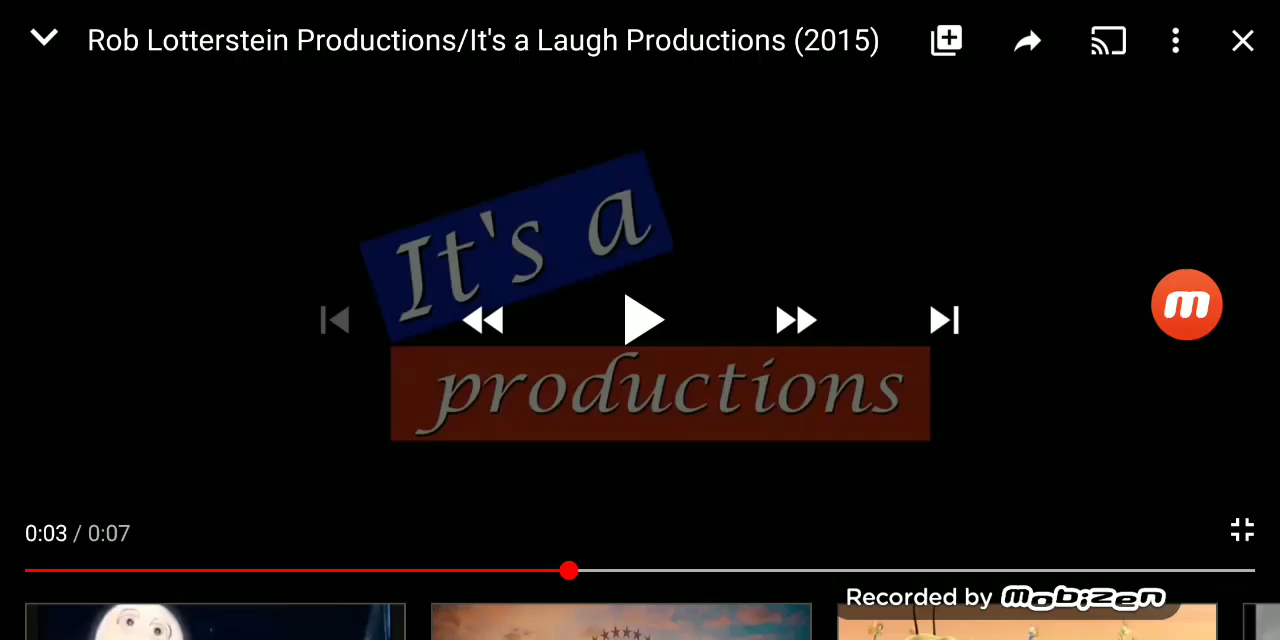 Rob Lotterstein Productions/It's a Laugh Productions (2015)
It's a
productions
m
0:03 / 0:07
Recorded by mobizen